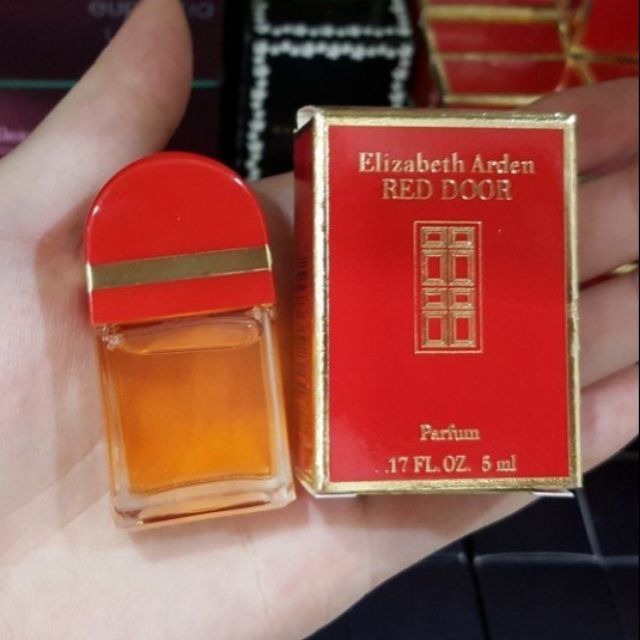 Elizabeth Arden
RED DOOR
Parfum
.17 FL. OZ. 5 ml